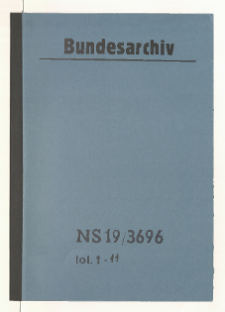 Bundesarchiv
NS 19/3696
fol. 1-11